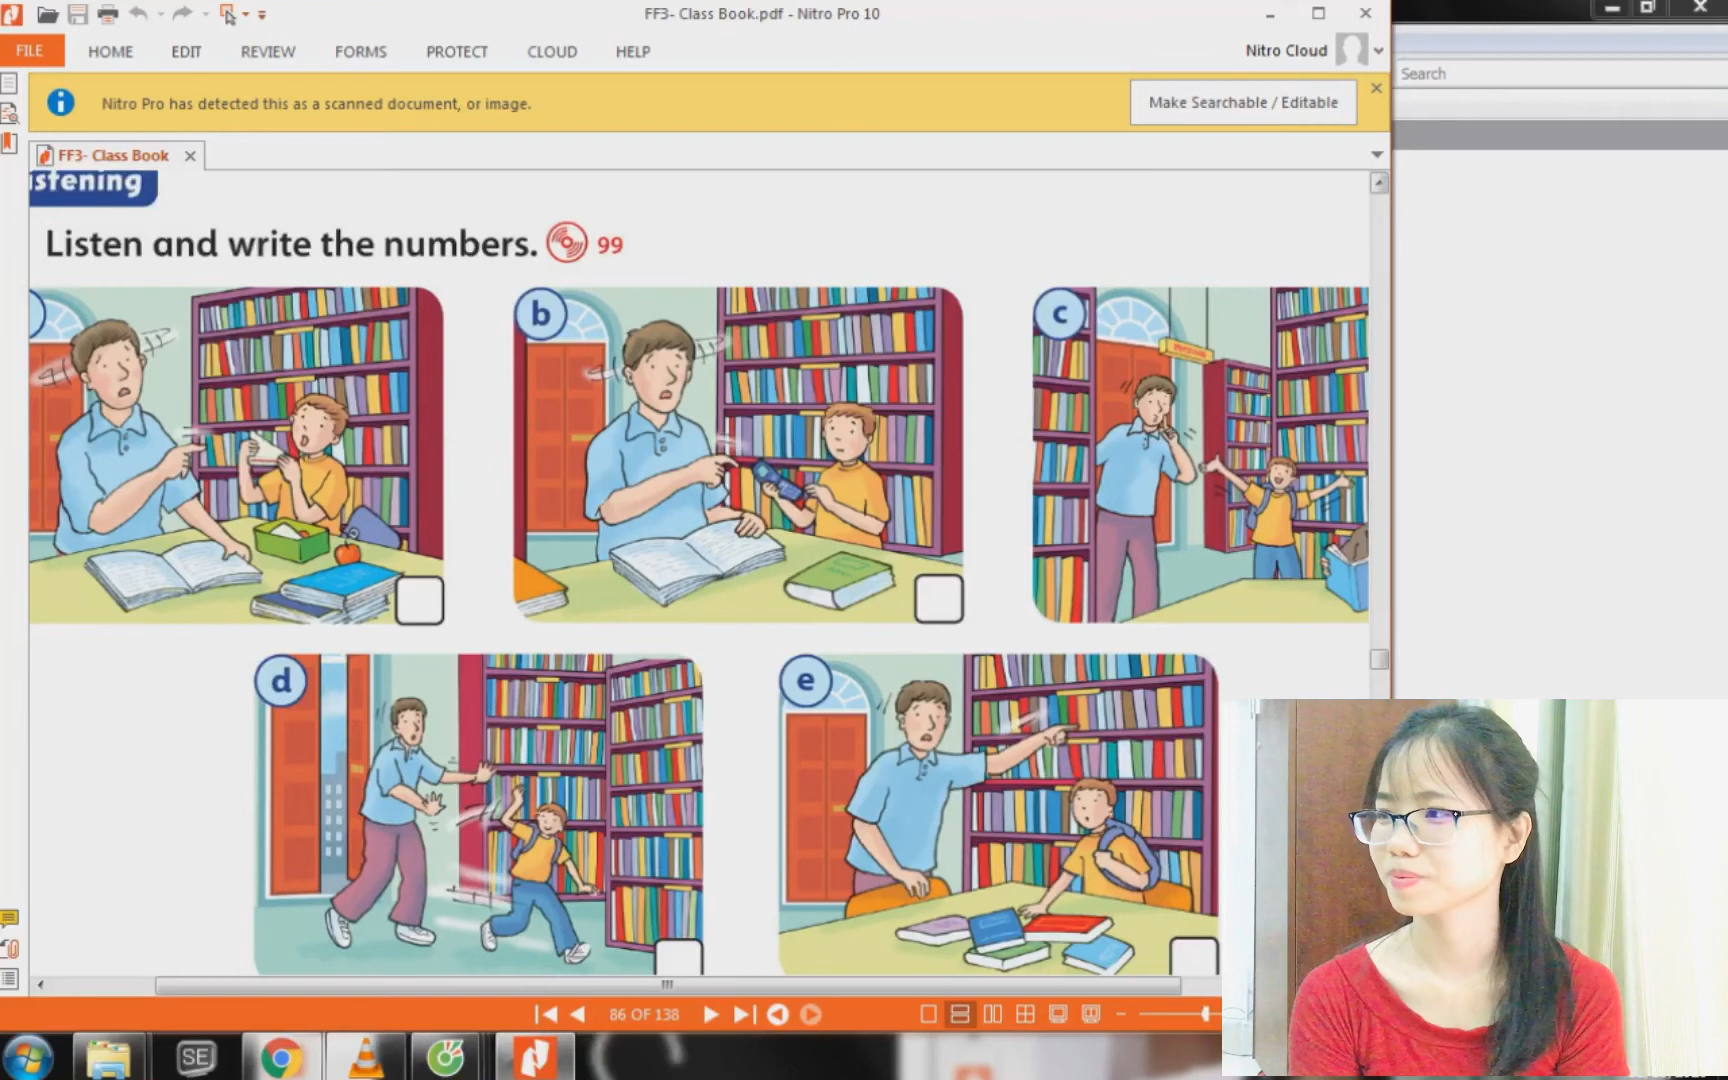 FF3- Class Book.pdf - Nitro Pro 10
FILE HOME EDIT REVIEW FORMS PROTECT CLOUD HELP
Nitro Cloud
Search
Nitro Pro has detected this as a scanned document, or image.
Make Searchable / Editable
FF3- Class Book
istening
Listen and write the numbers. 99
b
c
d
e
86 OF 138
SE